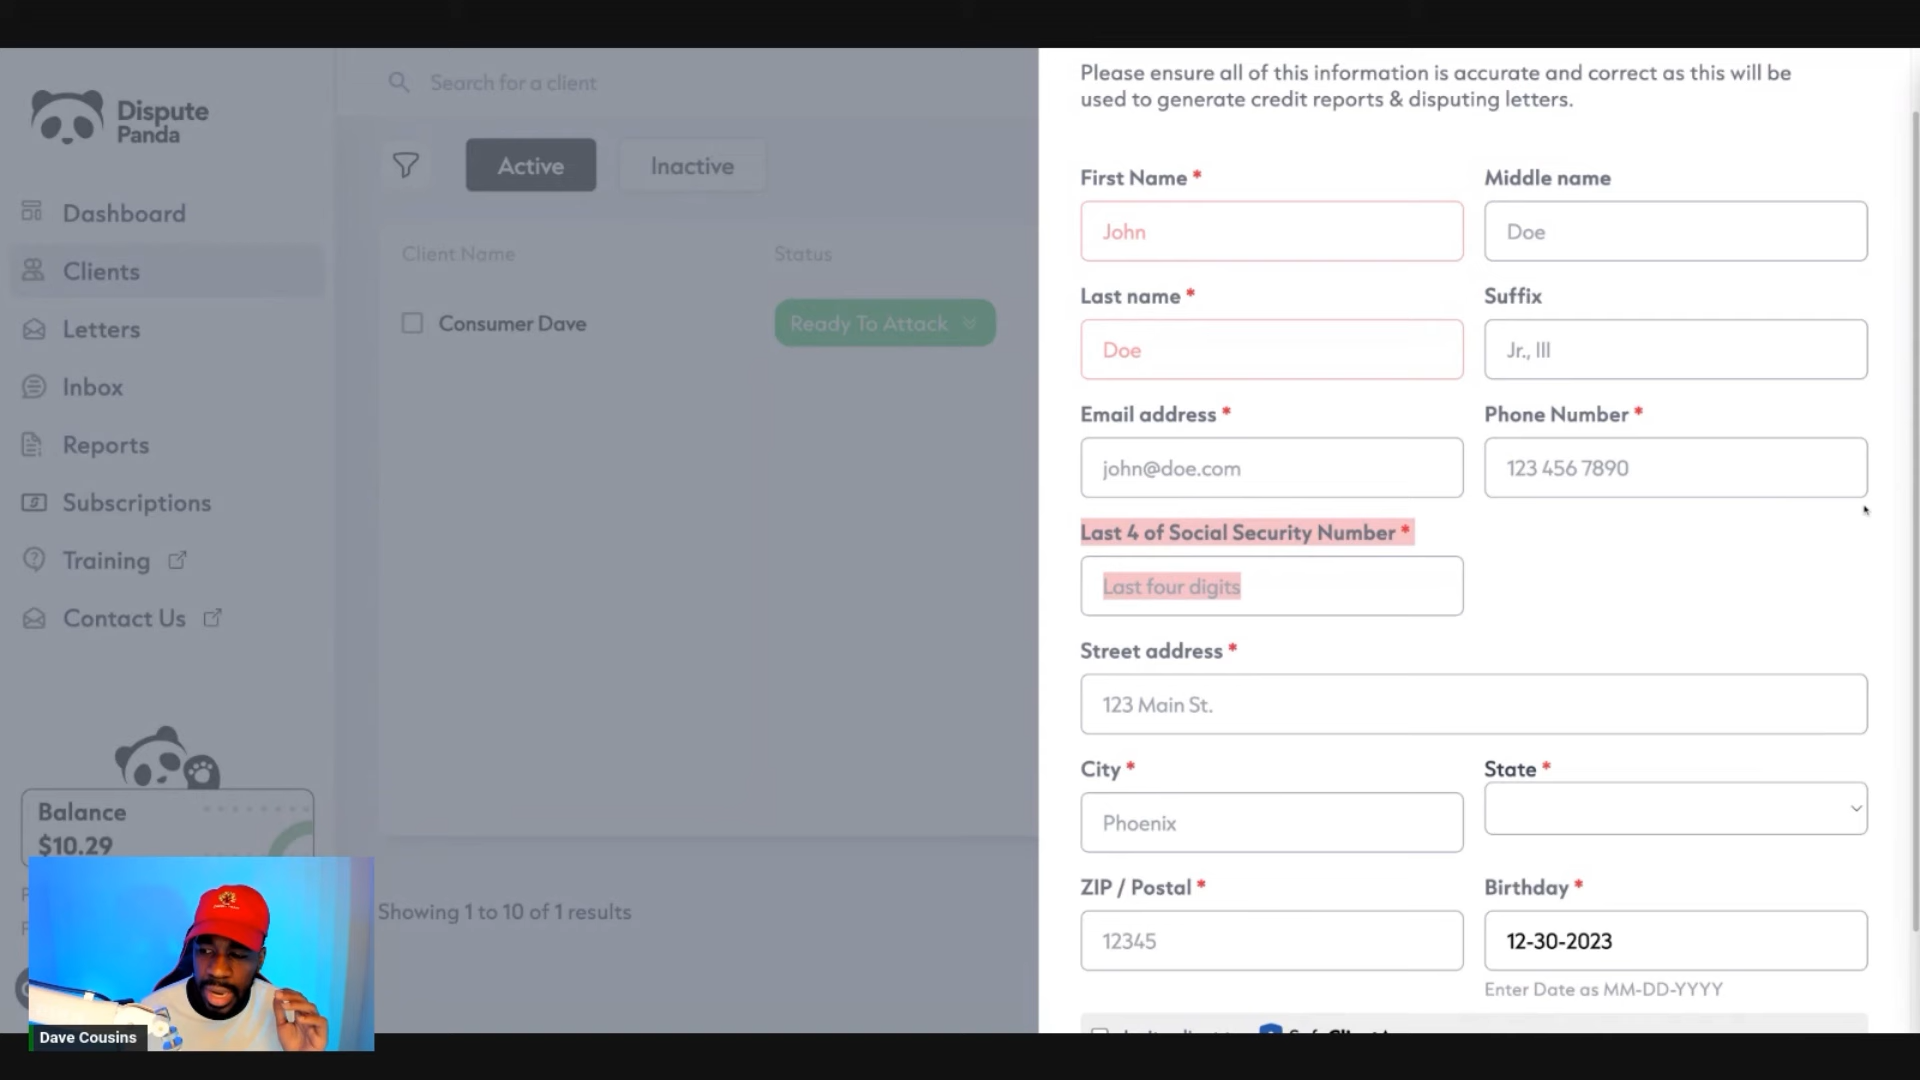 Dispute
Panda
Dashboard
Clients
Letters
Inbox
Reports
Subscriptions
Training
Contact Us
Balance
$10.29
Dave Cousins
Search for a client
Active
Inactive
Client Name
Status
Consumer Dave
Ready To Attack
Showing 1 to 10 of 1 results
Please ensure all of this information is accurate and correct as this will be
used to generate credit reports & disputing letters.
First Name *
Middle name
John
Doe
Last name *
Suffix
Doe
Jr., III
Email address *
Phone Number *
john@doe.com
123 456 7890
Last 4 of Social Security Number *
Last four digits
Street address *
123 Main St.
City *
State *
Phoenix
ZIP / Postal *
Birthday *
12345
12-30-2023
Enter Date as MM-DD-YYYY